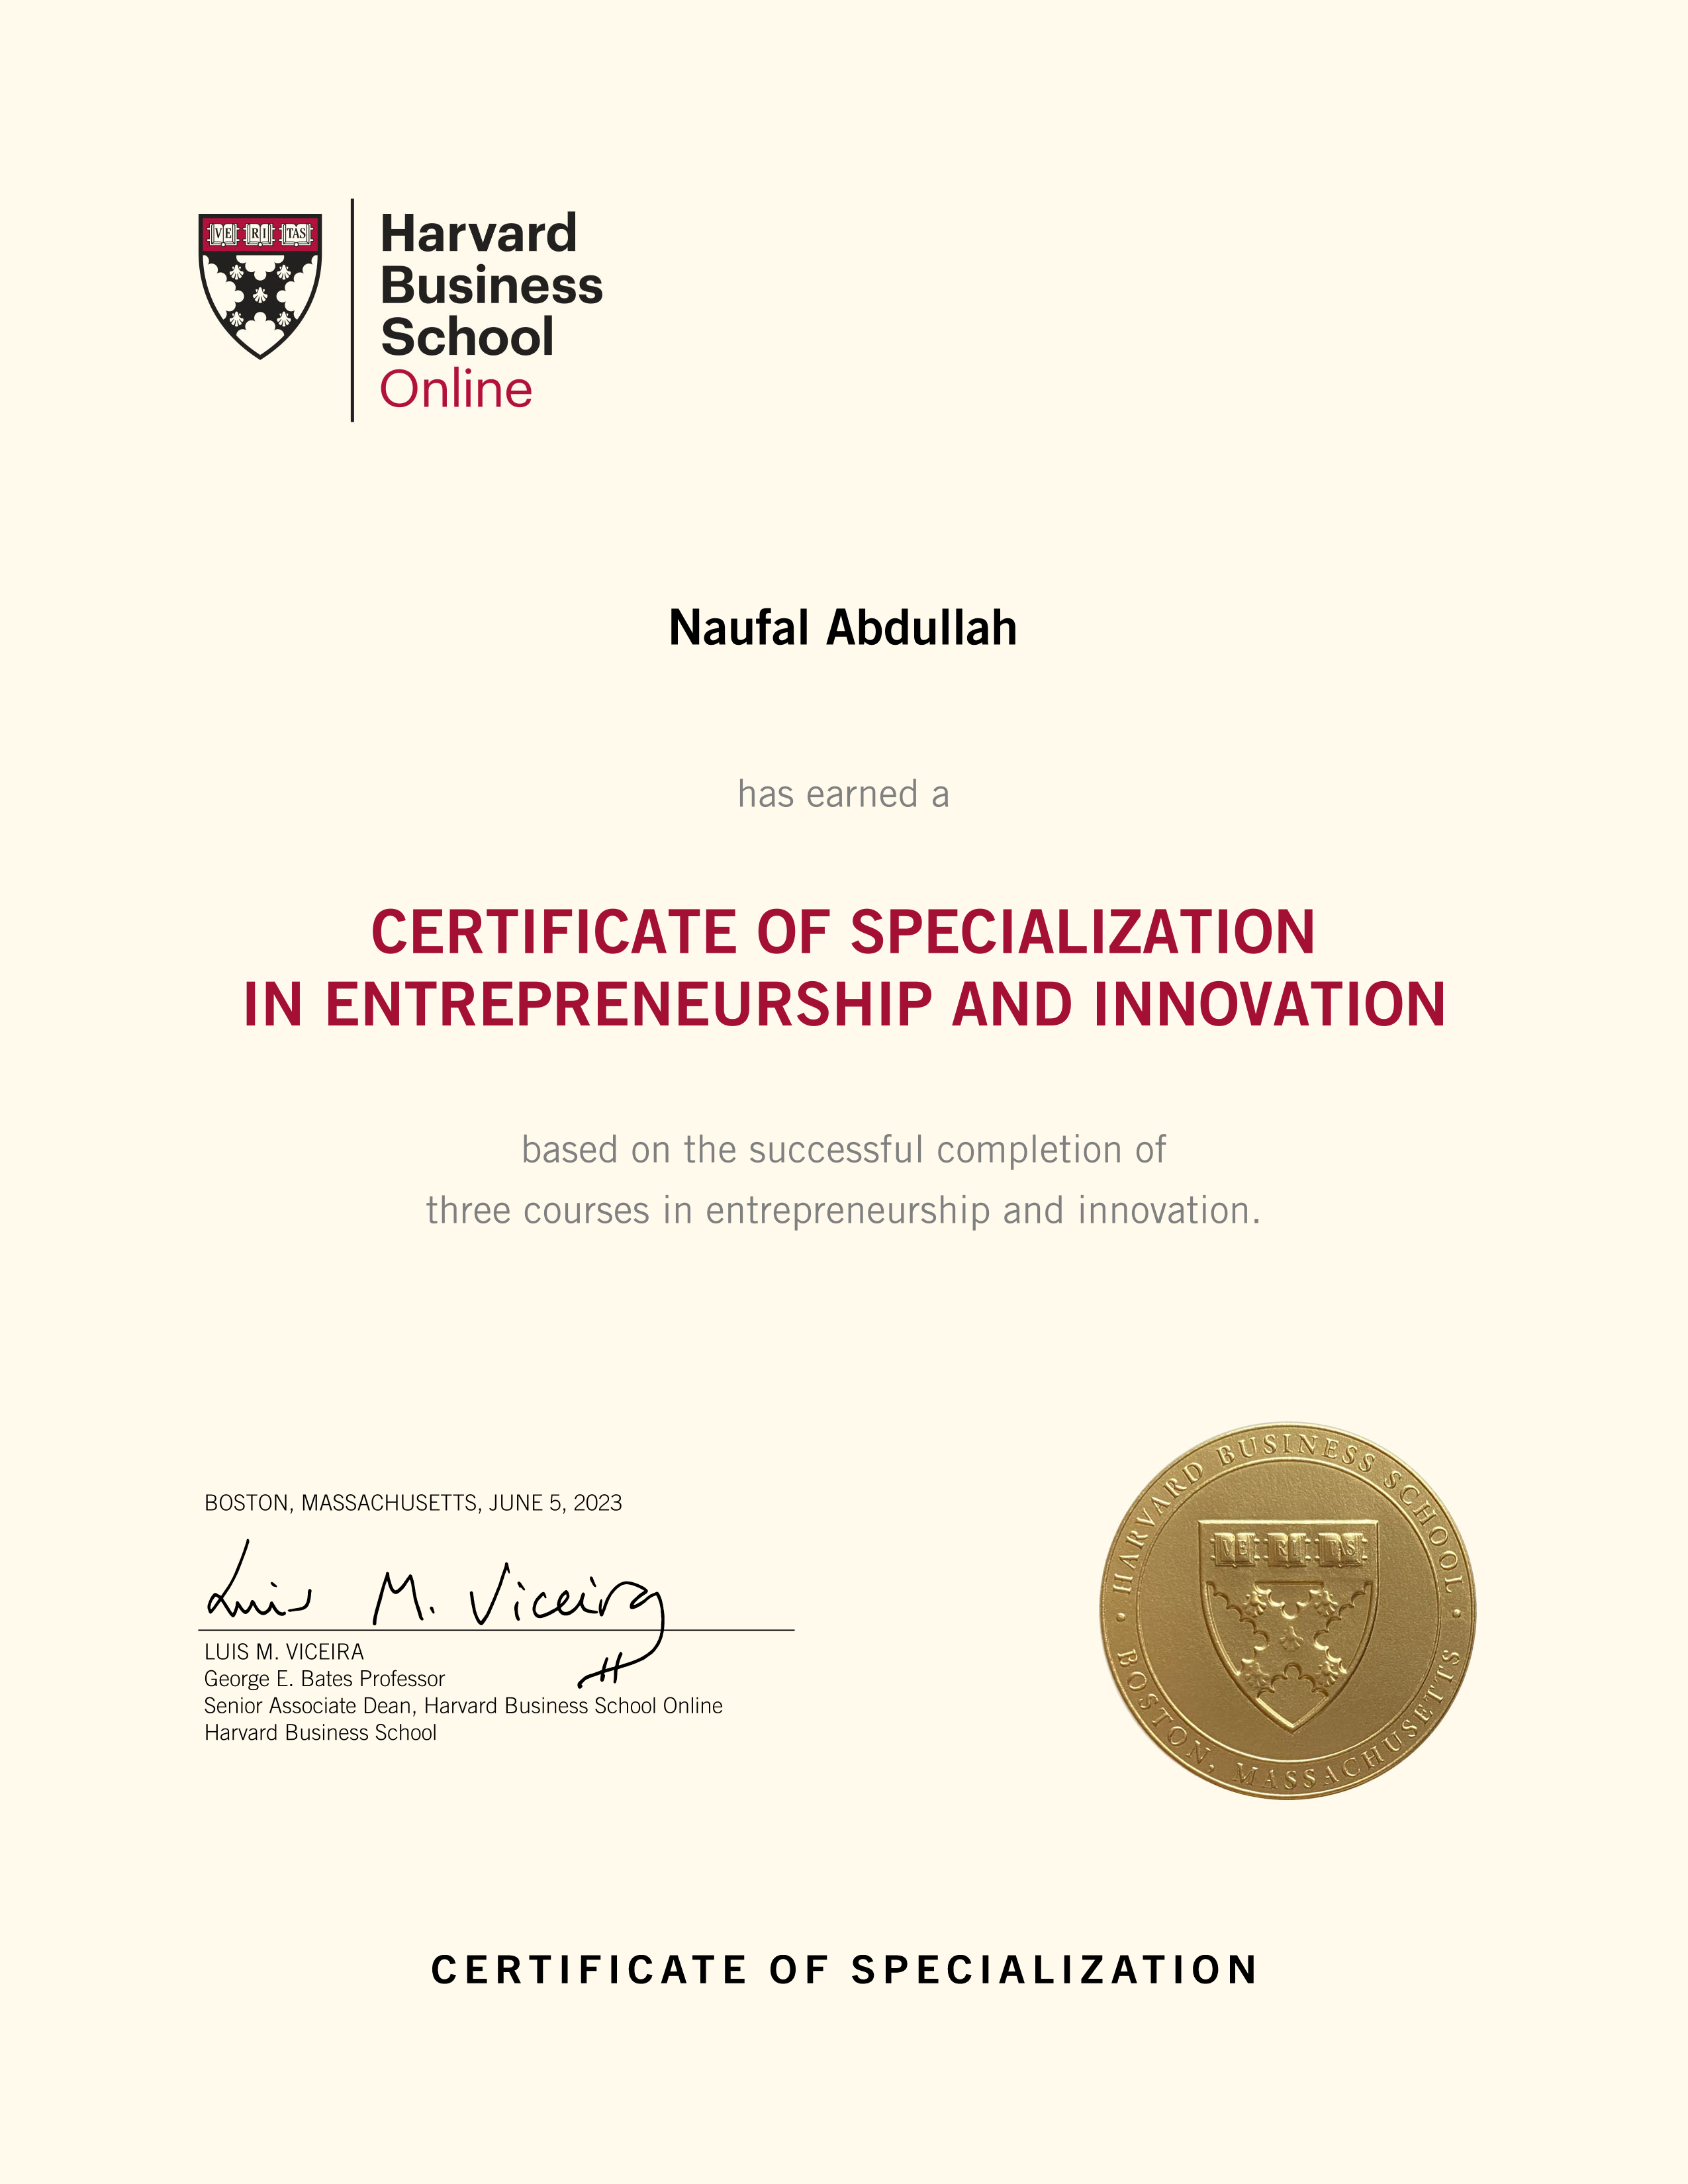 VE RI TAS
Harvard
Business
School
Online
Naufal Abdullah
has earned a
CERTIFICATE OF SPECIALIZATION
IN ENTREPRENEURSHIP AND INNOVATION
based on the successful completion of
three courses in entrepreneurship and innovation.
BOSTON, MASSACHUSETTS, JUNE 5, 2023
Luis M. Viceira
LUIS M. VICEIRA
George E. Bates Professor
Senior Associate Dean, Harvard Business School Online
Harvard Business School
• HARVARD BUSINESS SCHOOL •
VE RI TAS
BOSTON, MASSACHUSETTS
CERTIFICATE OF SPECIALIZATION